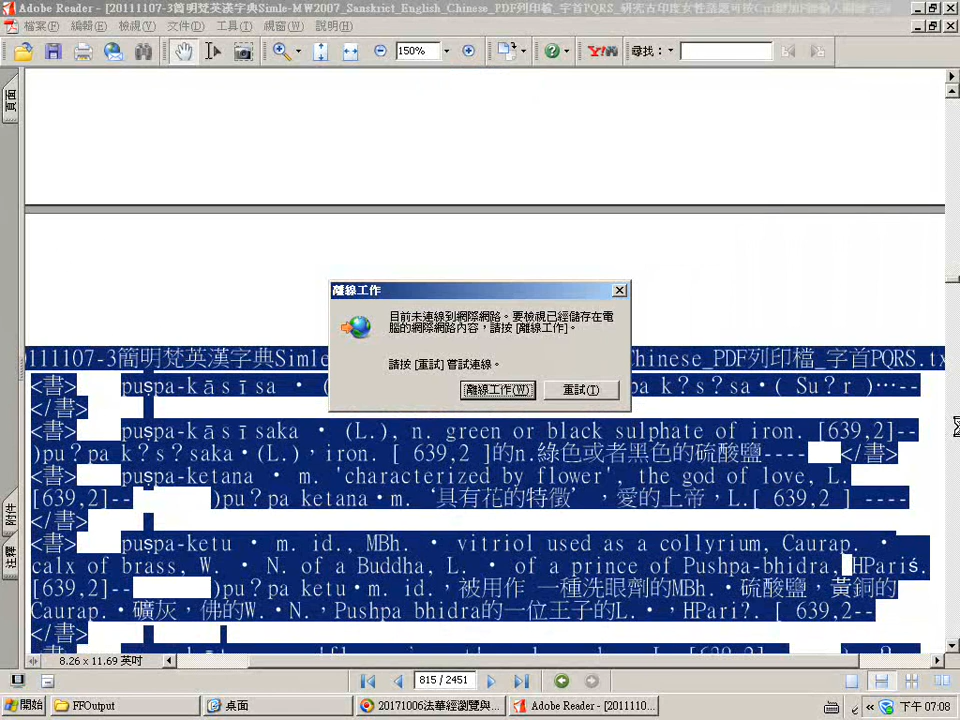 Adobe Reader - [20111107-3簡明梵英漢字典Simle-MW2007_Sanskrict_English_Chinese_PDF列印檔_字首PQRS_
檔案(F) 編輯(E) 檢視(V) 文件(D) 工具(T) 視窗(W) 說明(H)
150% 尋找:
頁面
離線工作
目前未連線到網際網路。要檢視已經儲存在電
腦的網際網路內容，請按 [離線工作]。
請按 [重試] 嘗試連線。
離線工作(W) 重試(T)
111107-3簡明梵英漢字典Simle hinese_PDF列印檔_字首PQRS.tx
<書> puṣpa-kāsīsa • ( pa k?s?sa•( Su?r )…--
</書>
<書> puṣpa-kāsīsaka • (L.), n. green or black sulphate of iron. [639,2]--
)pu?pa k?s?saka•(L.), iron. [ 639,2 ]的n.綠色或者黑色的硫酸鹽---- </書>
<書> puṣpa-ketana • m. 'characterized by flower', the god of love, L.
[639,2]-- )pu?pa ketana•m.‘具有花的特徵’,愛的上帝, L.[ 639,2 ] ----
</書>
<書> puṣpa-ketu • m. id., MBh. • vitriol used as a collyrium, Caurap. •
calx of brass, W. • N. of a Buddha, L. • of a prince of Pushpa-bhidra, HPariś.
[639,2]-- )pu?pa ketu•m. id.，被用作 一種洗眼劑的MBh.•硫酸鹽，黃銅的
Caurap.•礦灰，佛的W.•N., Pushpa bhidra的一位王子的L.•, HPari?. [ 639,2--
</書>
附件
注釋
8.26 x 11.69 英吋
815 / 2451
開始 FFOutput 桌面 20171006法華經瀏覽與... Adobe Reader - [2011110... 下午 07:08